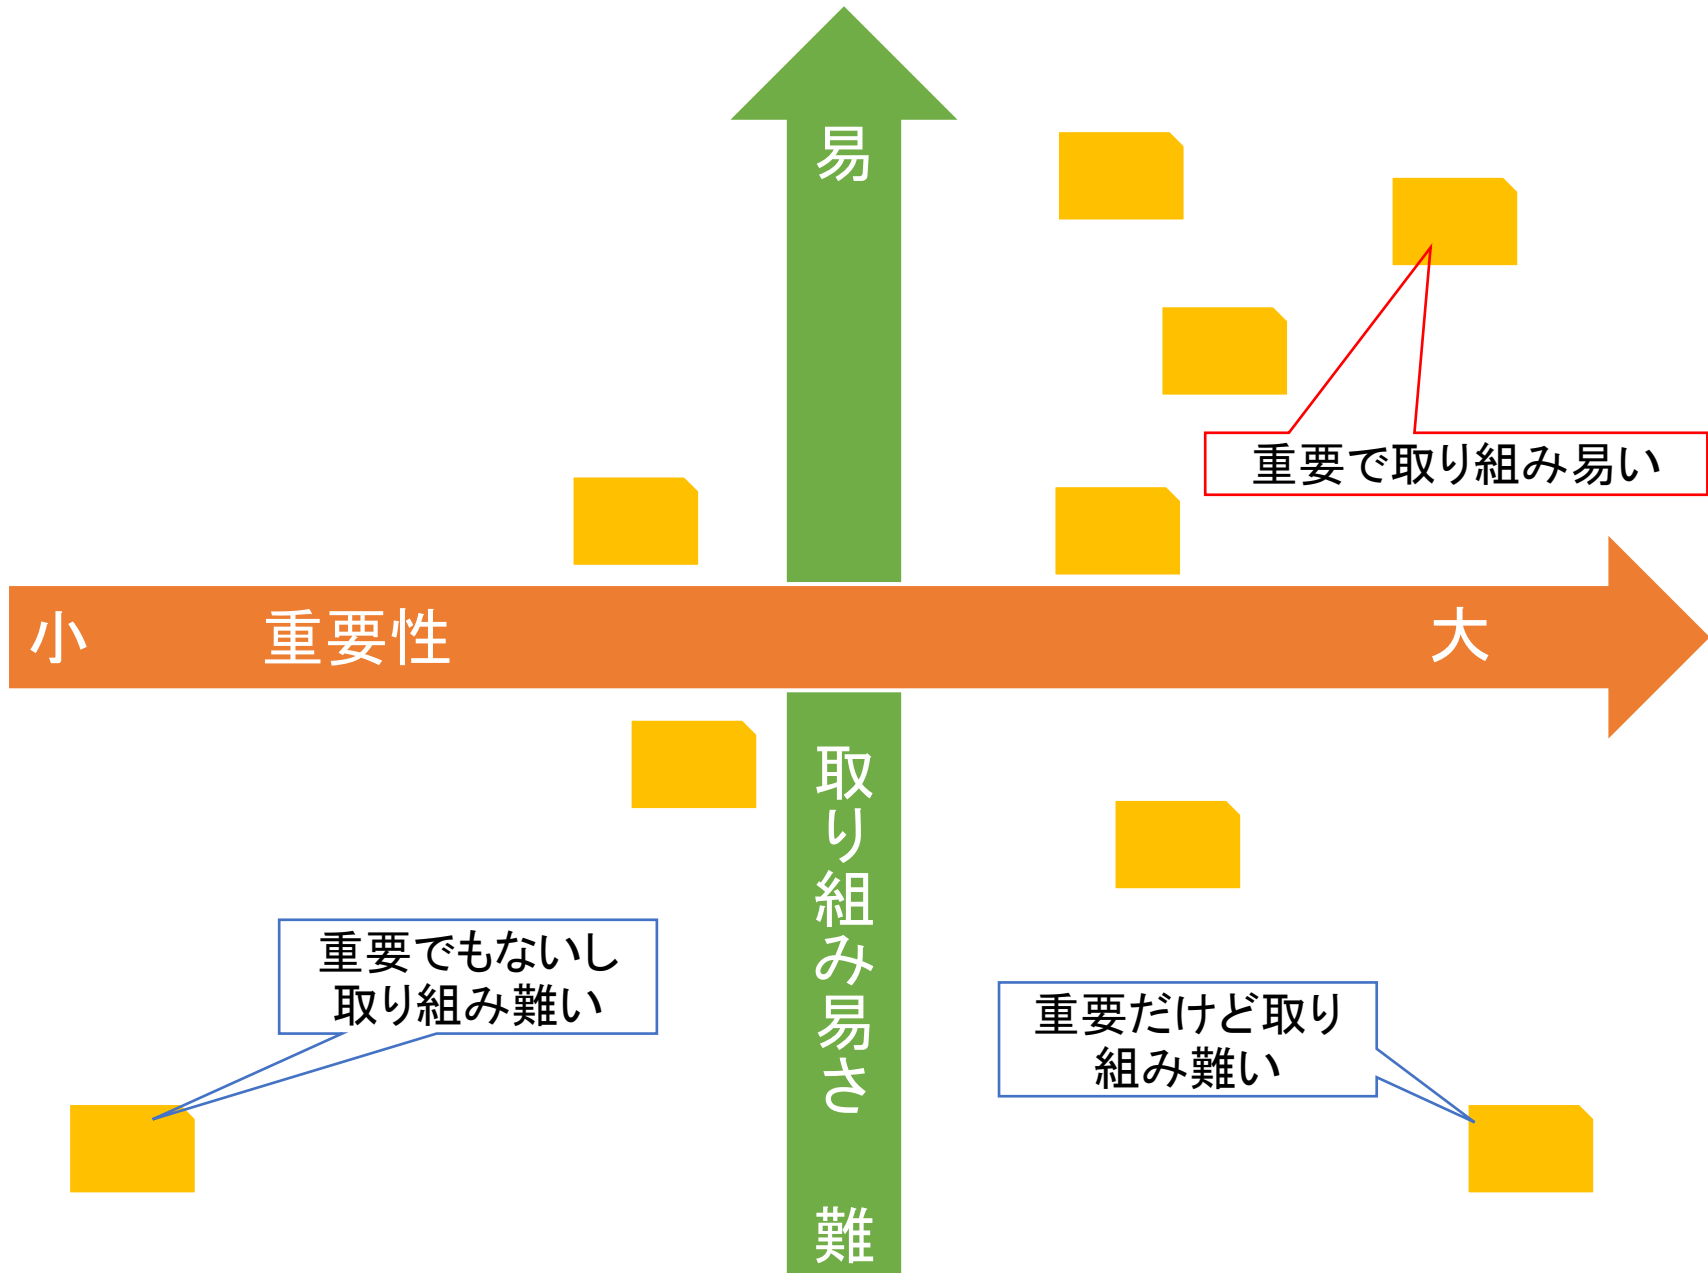 易
重要で取り組み易い
小
重要性
大
取り組み易さ
重要でもないし
取り組み難い
重要だけど取り
組み難い
難